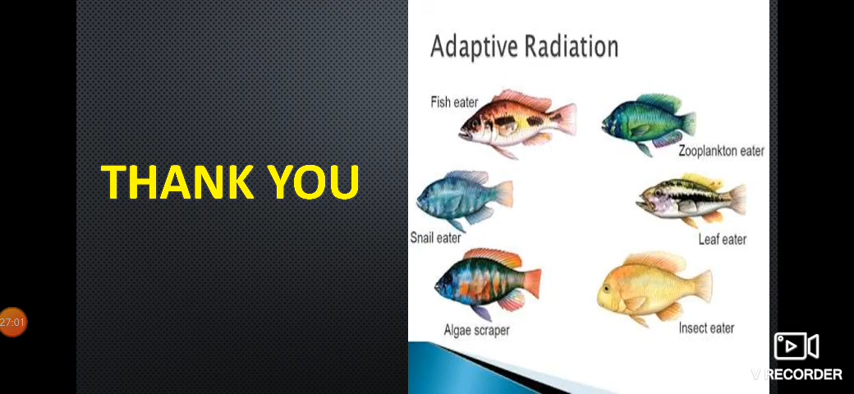 THANK YOU
Adaptive Radiation
Fish eater
Zooplankton eater
Snail eater
Leaf eater
Algae scraper
Insect eater
27:01
V RECORDER